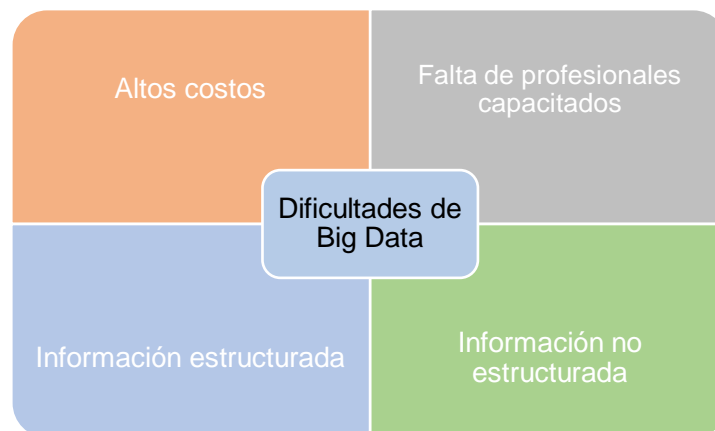 Altos costos
Falta de profesionales
capacitados
Dificultades de
Big Data
Información estructurada
Información no
estructurada